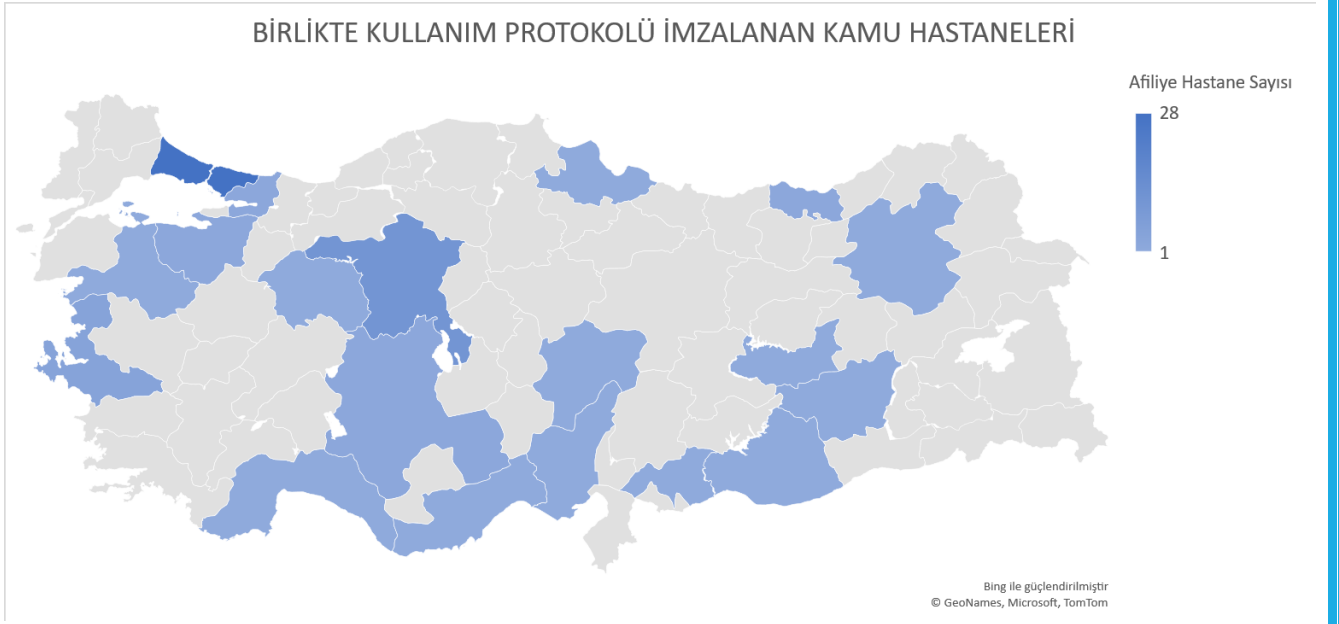 BİRLİKTE KULLANIM PROTOKOLÜ İMZALANAN KAMU HASTANELERİ
Afiliye Hastane Sayısı
28
1
Bing ile güçlendirilmiştir
© GeoNames, Microsoft, TomTom